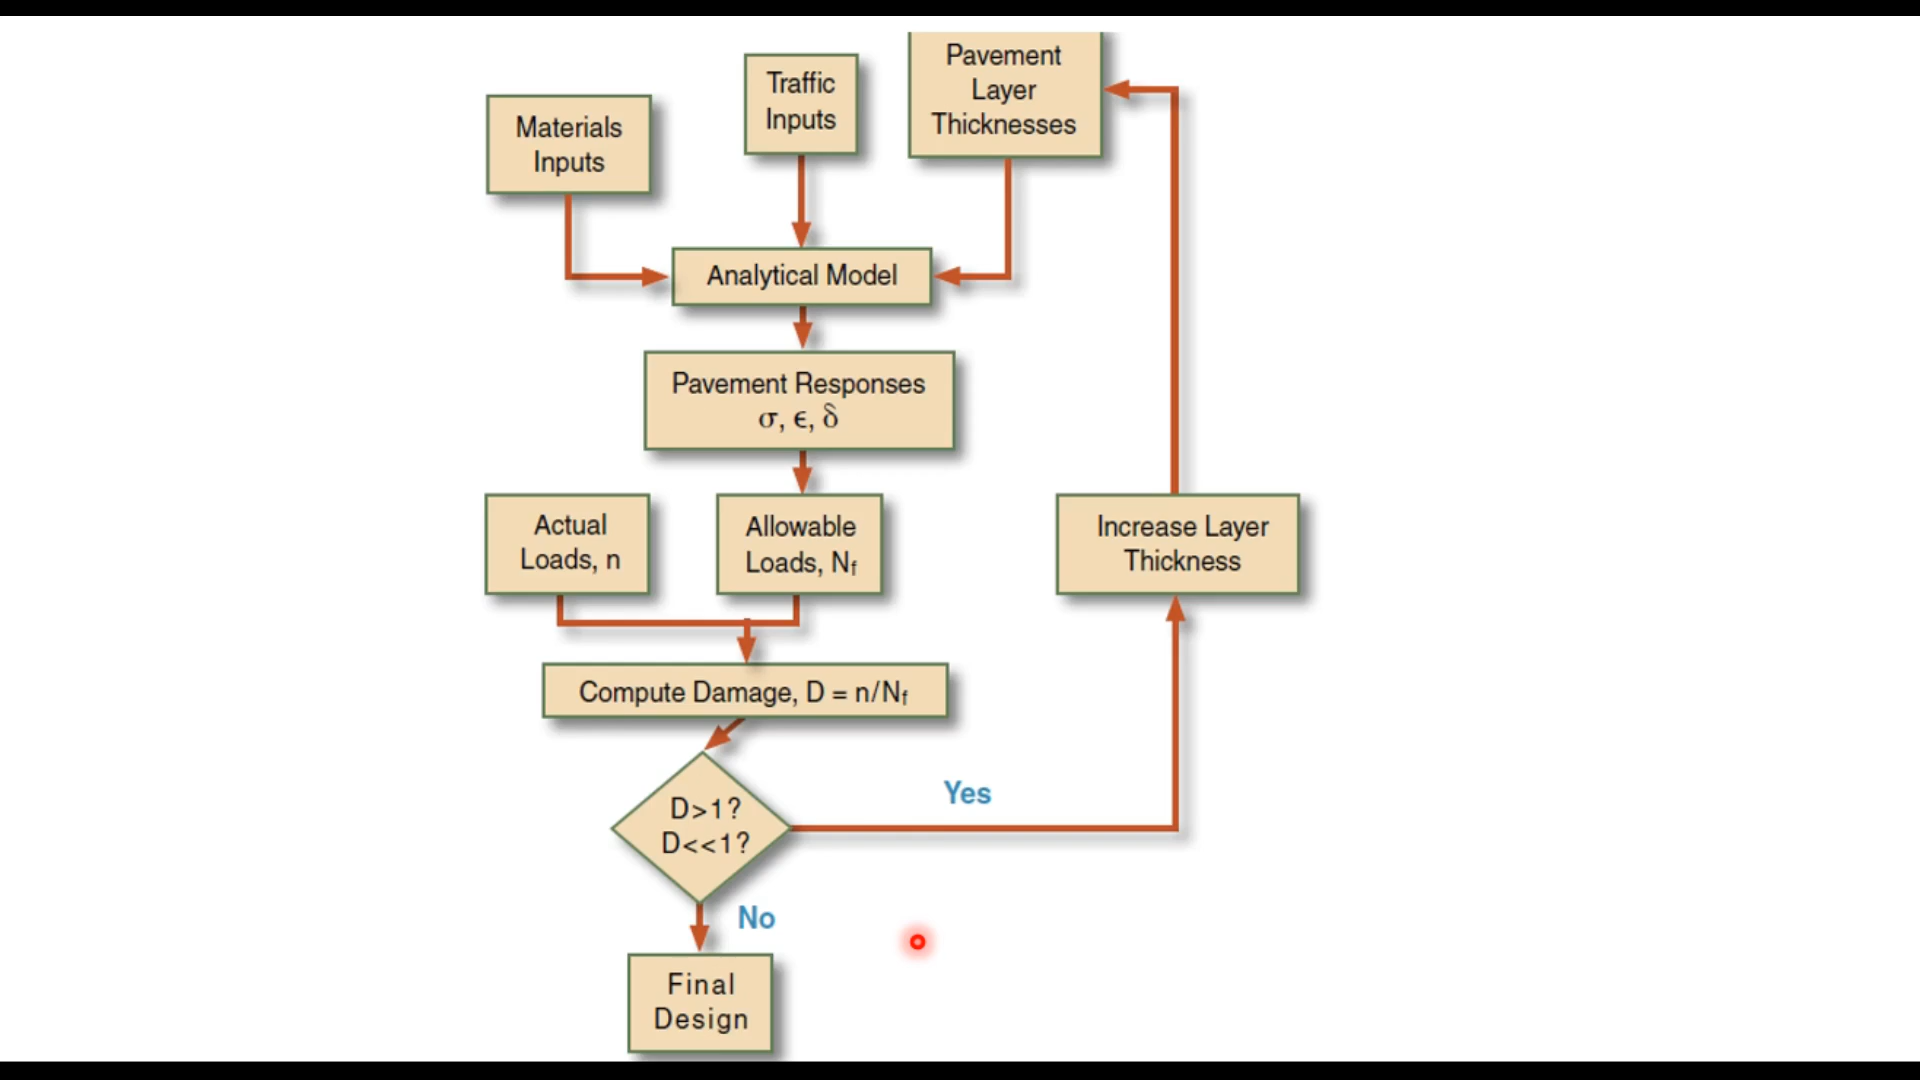 Pavement
Layer
Thicknesses
Traffic
Inputs
Materials
Inputs
Analytical Model
Pavement Responses
σ, ϵ, δ
Actual
Loads, n
Allowable
Loads, Nf
Increase Layer
Thickness
Compute Damage, D = n/Nf
D>1?
D<<1?
Yes
No
Final
Design